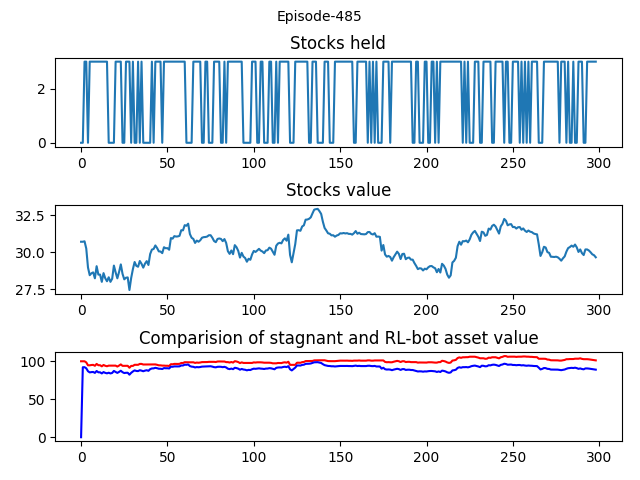 Episode-485
Stocks held
2
0
0 50 100 150 200 250 300
Stocks value
32.5
30.0
27.5
0 50 100 150 200 250 300
Comparision of stagnant and RL-bot asset value
100
50
0
0 50 100 150 200 250 300